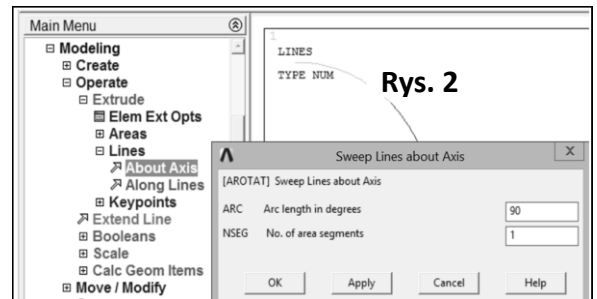 Main Menu
Modeling
Create
Operate
Extrude
Elem Ext Opts
Areas
Lines
About Axis
Along Lines
Keypoints
Extend Line
Booleans
Scale
Calc Geom Items
Move / Modify
1
LINES
TYPE NUM
Rys. 2
Sweep Lines about Axis
X
[AROTAT] Sweep Lines about Axis
ARC Arc length in degrees 90
NSEG No. of area segments 1
OK Apply Cancel Help